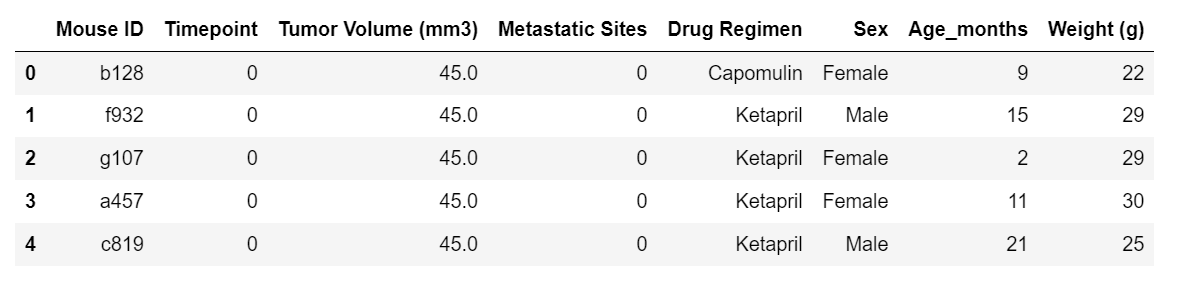 Mouse ID Timepoint Tumor Volume (mm3) Metastatic Sites Drug Regimen Sex Age_months Weight (g)
0 b128 0 45.0 0 Capomulin Female 9 22
1 f932 0 45.0 0 Ketapril Male 15 29
2 g107 0 45.0 0 Ketapril Female 2 29
3 a457 0 45.0 0 Ketapril Female 11 30
4 c819 0 45.0 0 Ketapril Male 21 25